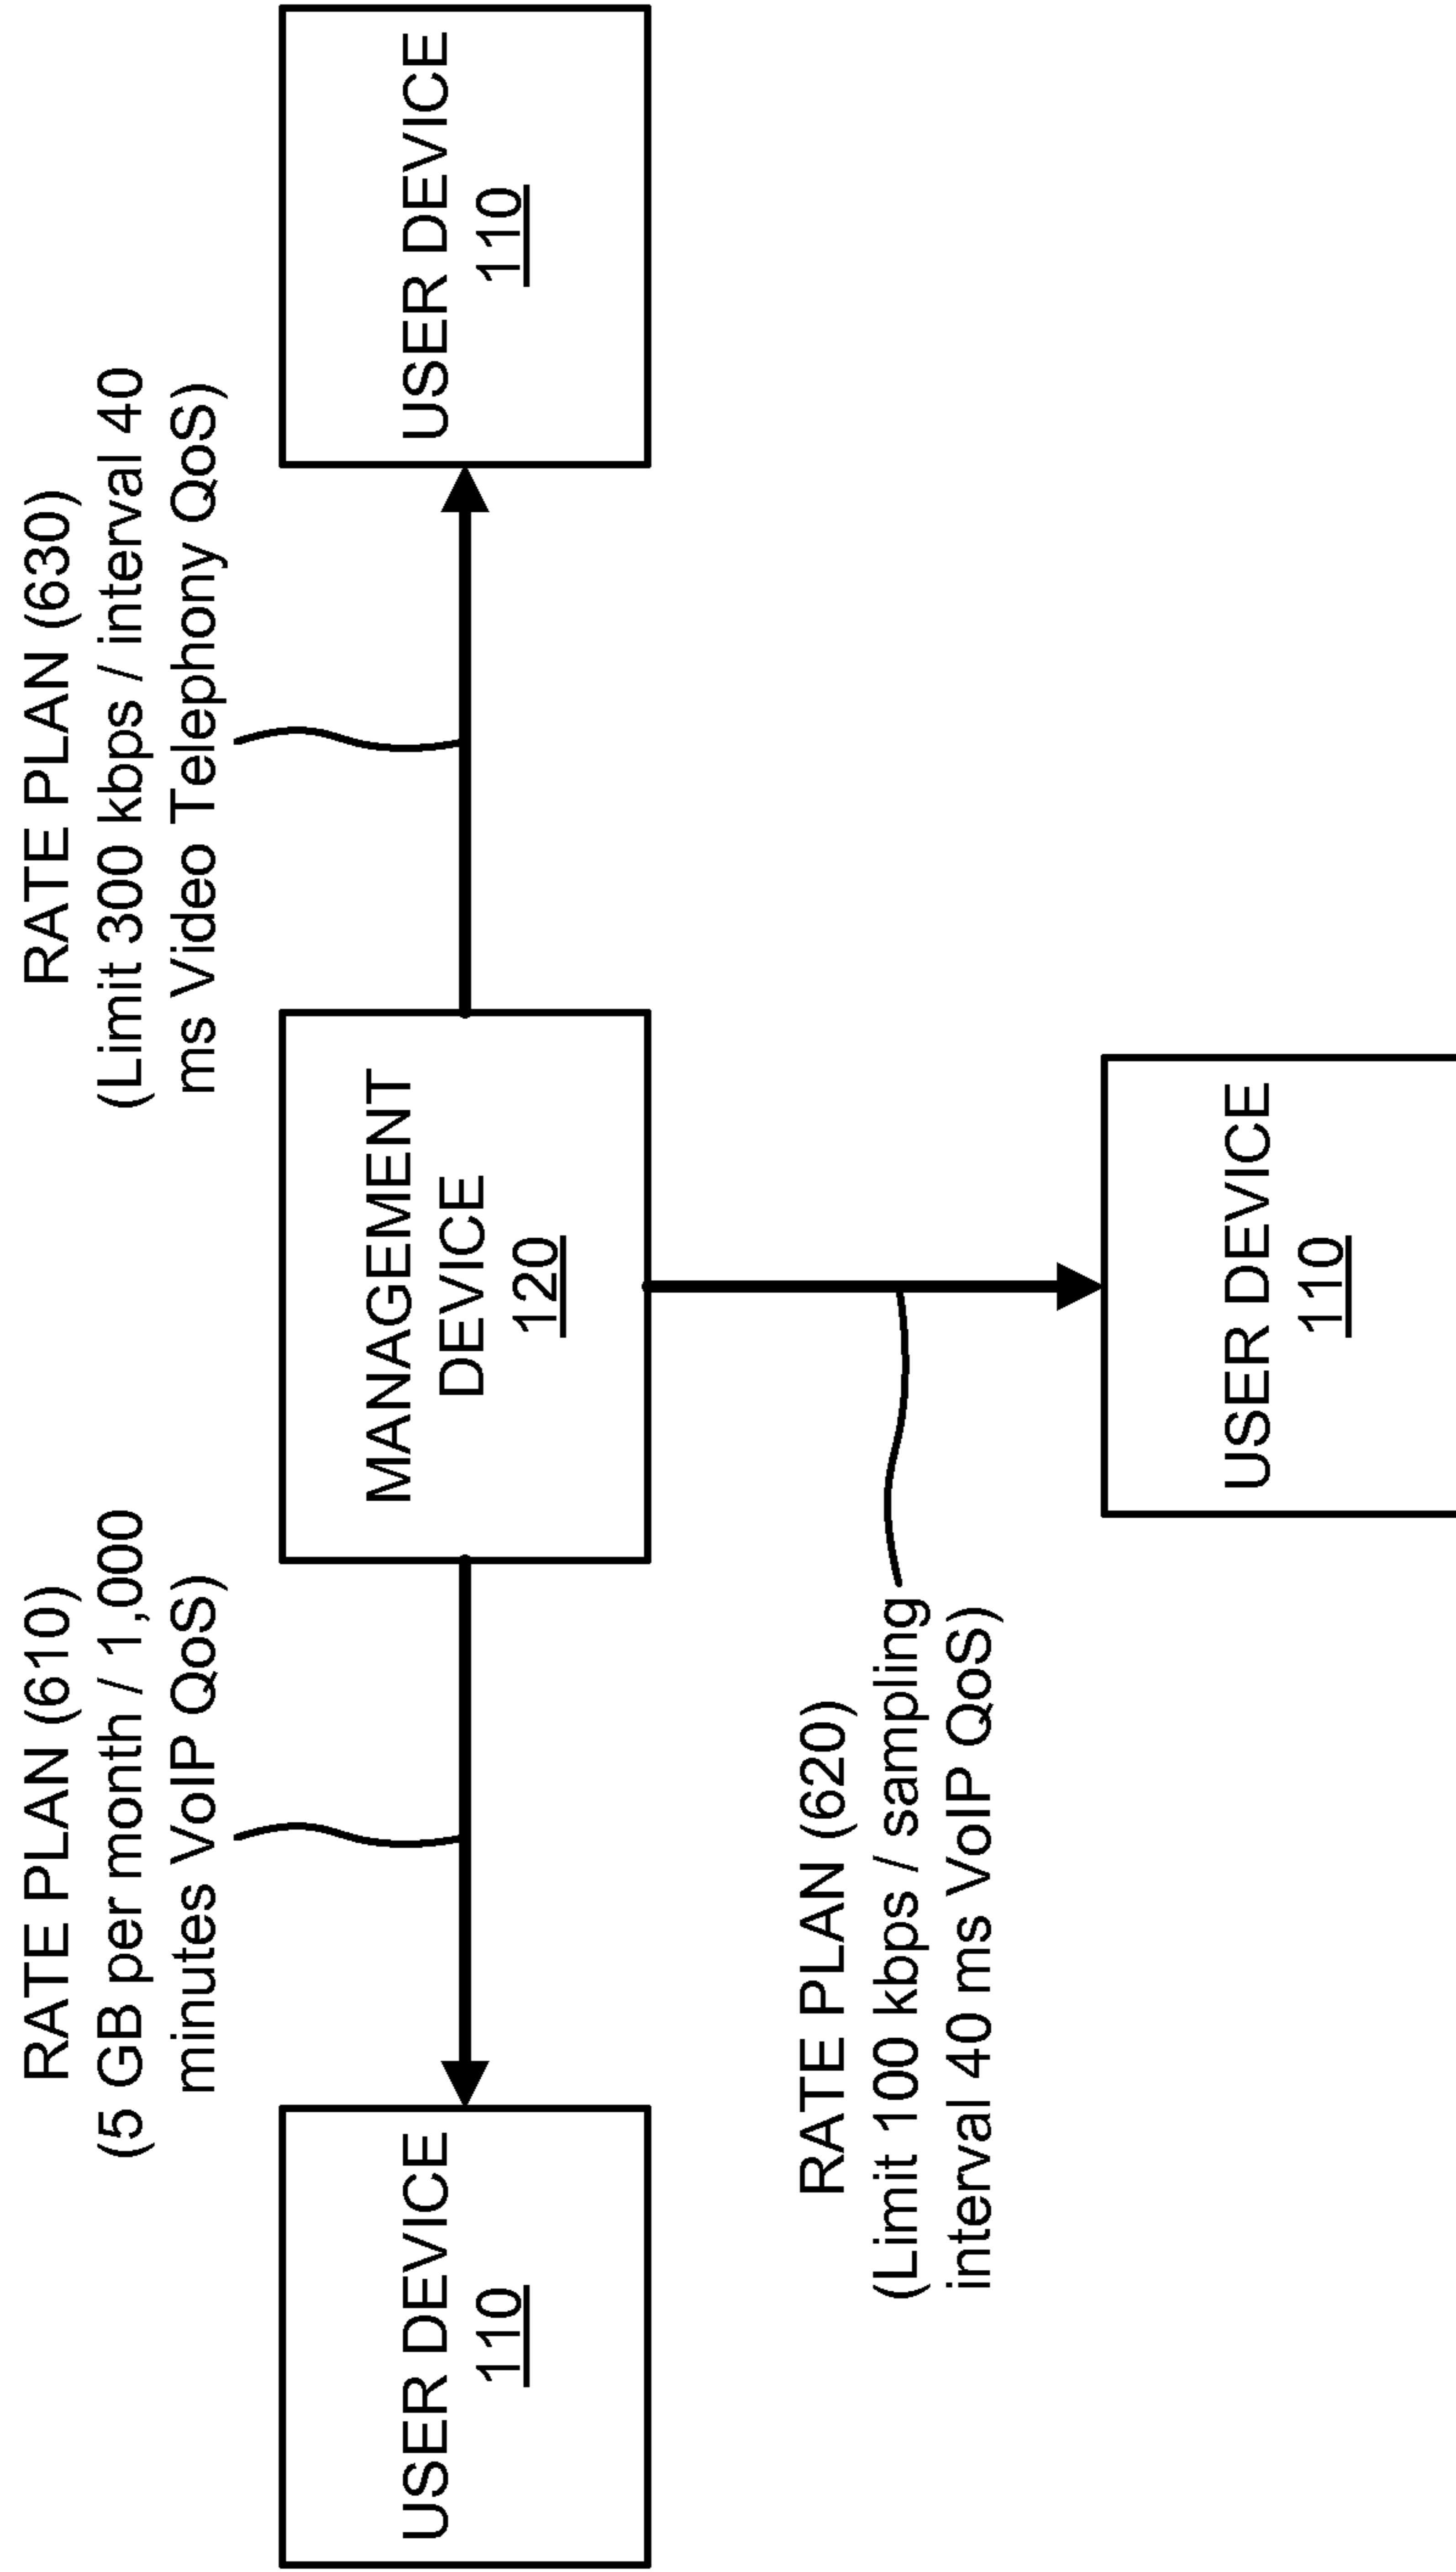 RATE PLAN (610)
(5 GB per month / 1,000
minutes VoIP QoS)
RATE PLAN (630)
(Limit 300 kbps / interval 40
ms Video Telephony QoS)
USER DEVICE
110
MANAGEMENT
DEVICE
120
USER DEVICE
110
RATE PLAN (620)
(Limit 100 kbps / sampling
interval 40 ms VoIP QoS)
USER DEVICE
110